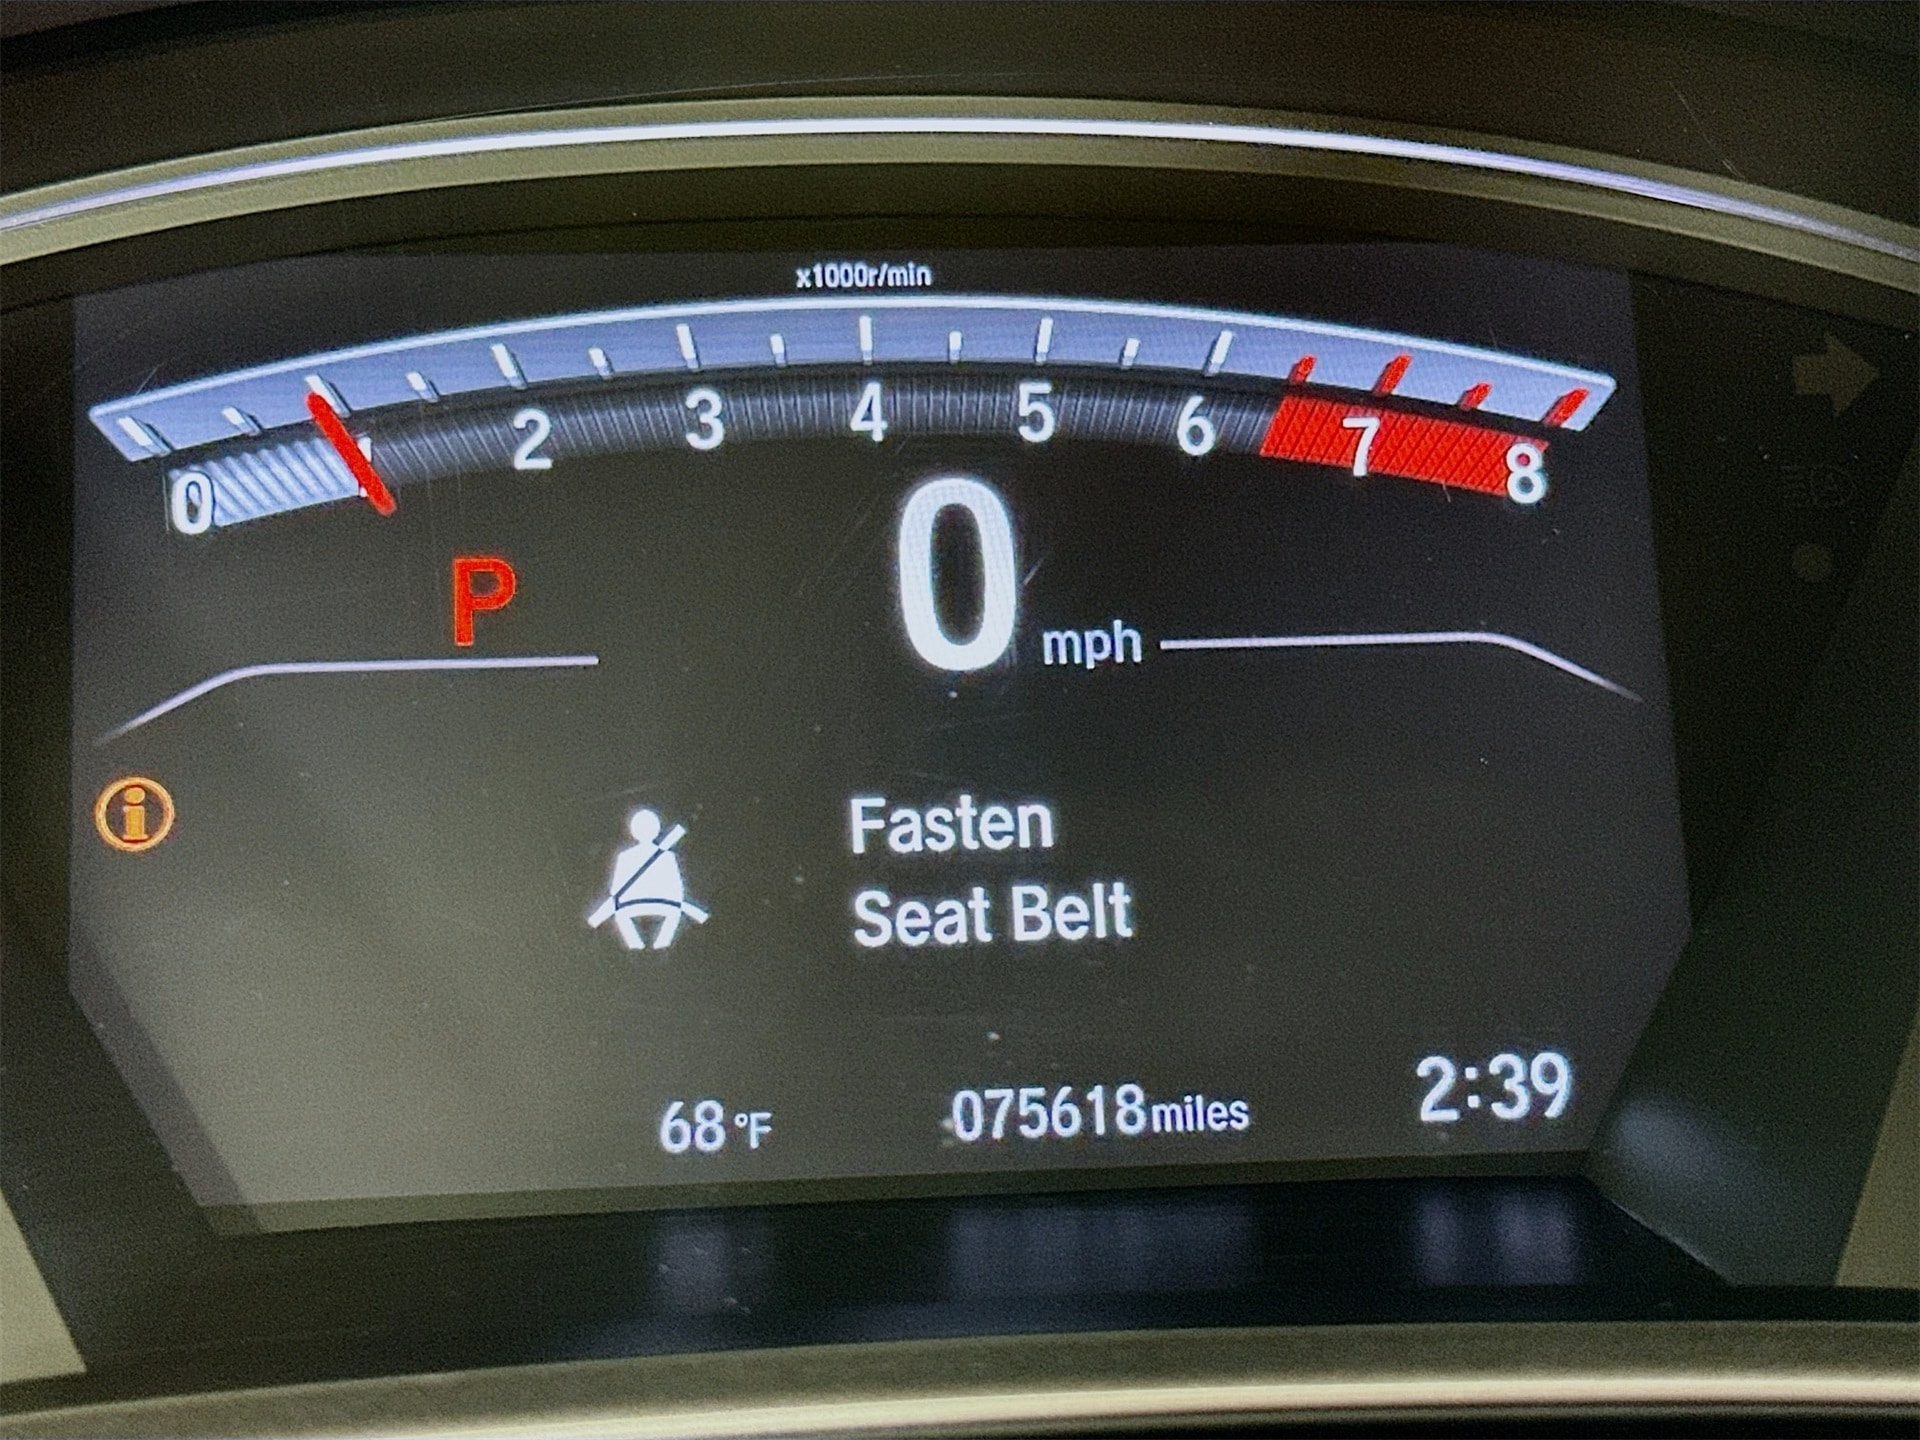 x1000r/min
0 2 3 4 5 6 7 8
P
0 mph
i
Fasten
Seat Belt
68 °F 075618 miles 2:39